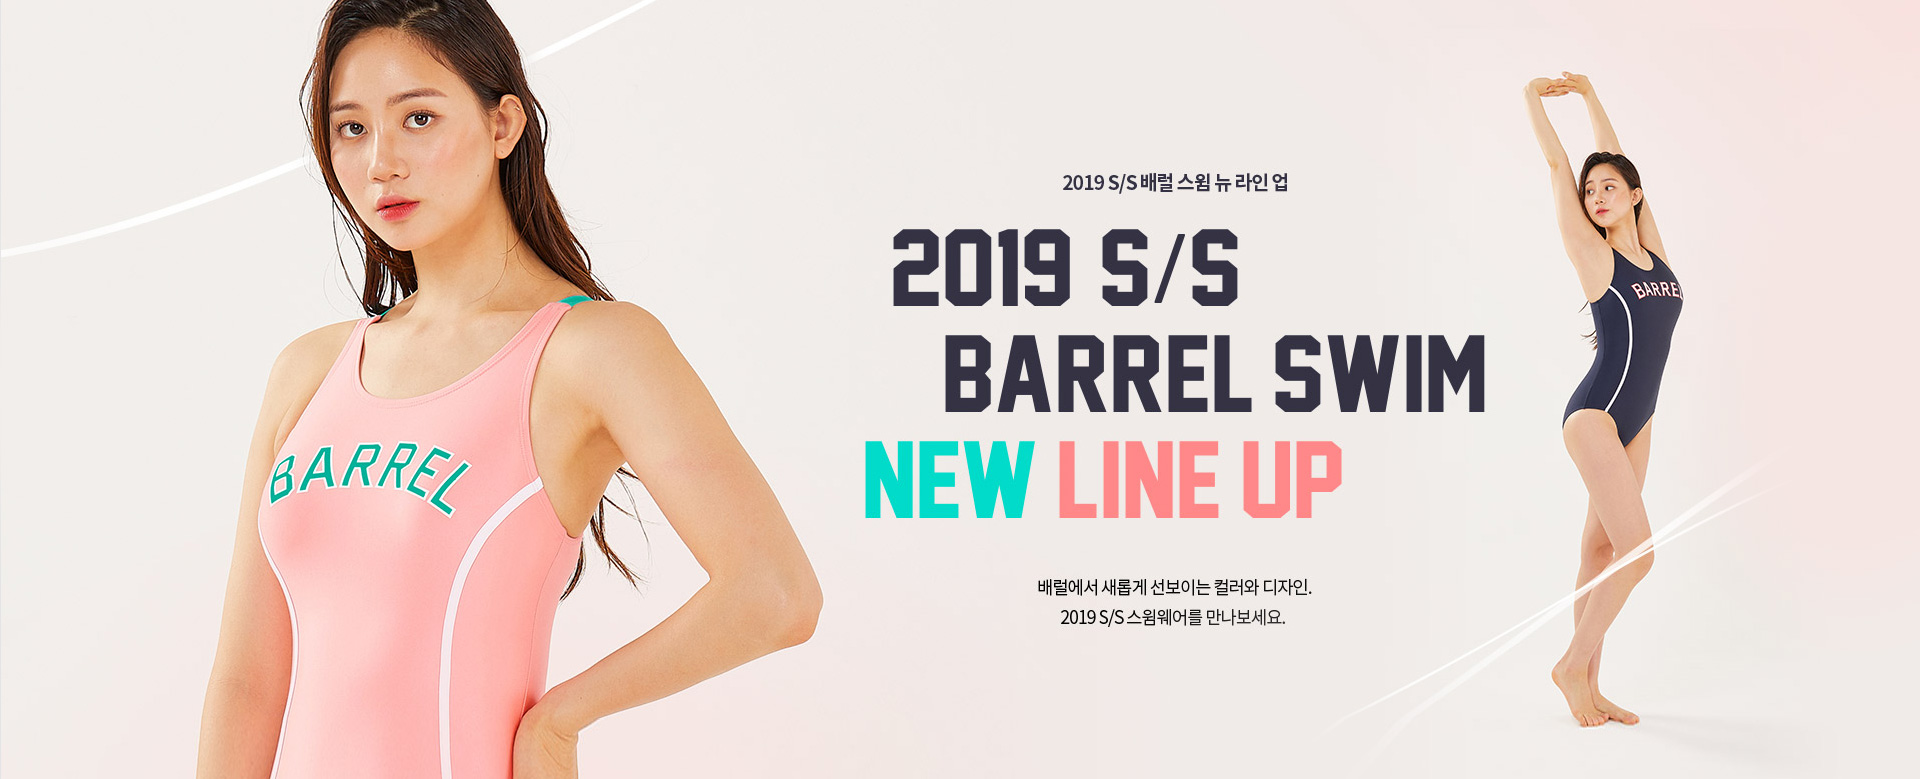 BARREL
2019 S/S 배럴 스윔 뉴 라인 업
2019 S/S
BARREL SWIM
NEW LINE UP
배럴에서 새롭게 선보이는 컬러와 디자인.
2019 S/S 스윔웨어를 만나보세요.
BARREL